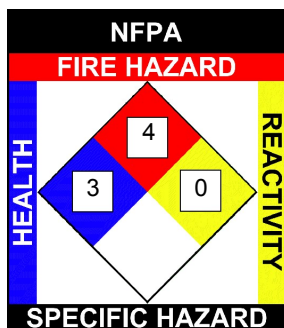 NFPA
FIRE HAZARD
HEALTH
4
3
0
REACTIVITY
SPECIFIC HAZARD